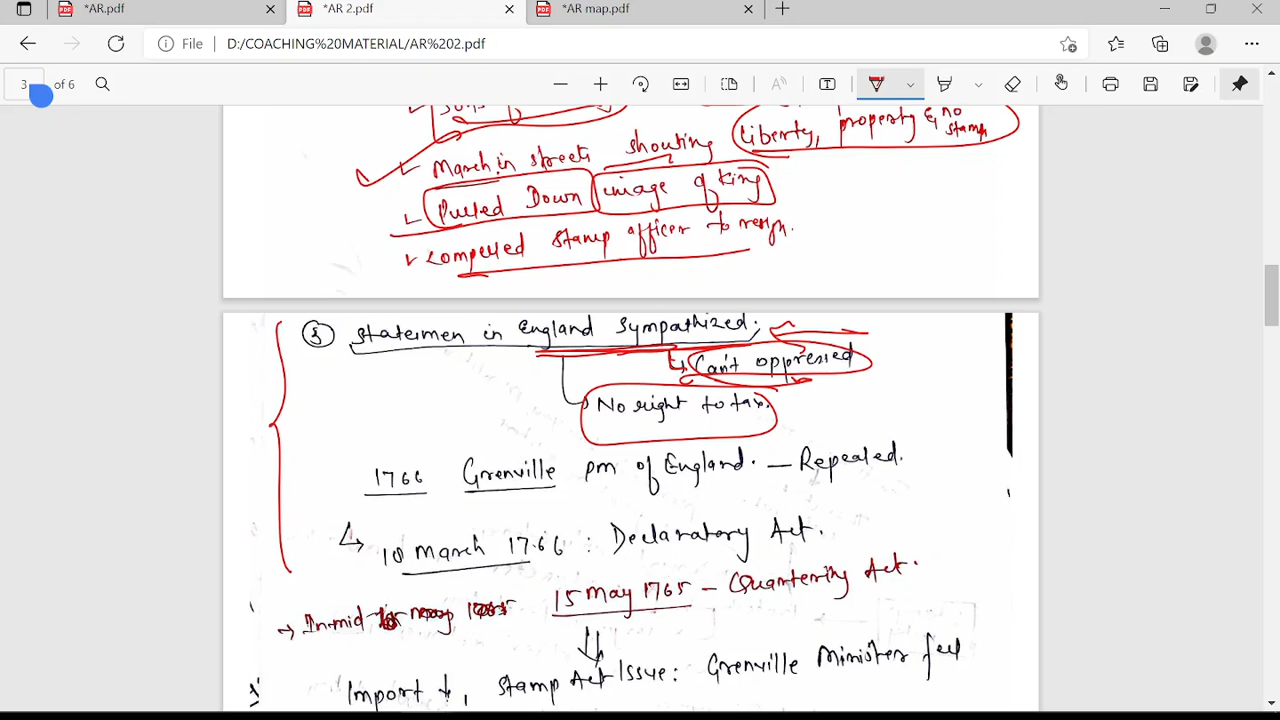 *AR.pdf
*AR 2.pdf
*AR map.pdf
File D:/COACHING%20MATERIAL/AR%202.pdf
3 of 6
liberty, property & no stamp
March in streets shouting
Pulled Down image of King
compelled stamp officer to resign.
③ Statesmen in England Sympathized.
Can't oppressed
No right to tax.
1766 Grenville pm of England. — Repealed.
10 March 1766 : Declaratory Act.
15 May 1765 – Quartering Act.
→ In mid May
Import ↓, Stamp Act Issue: Grenville Minister fell